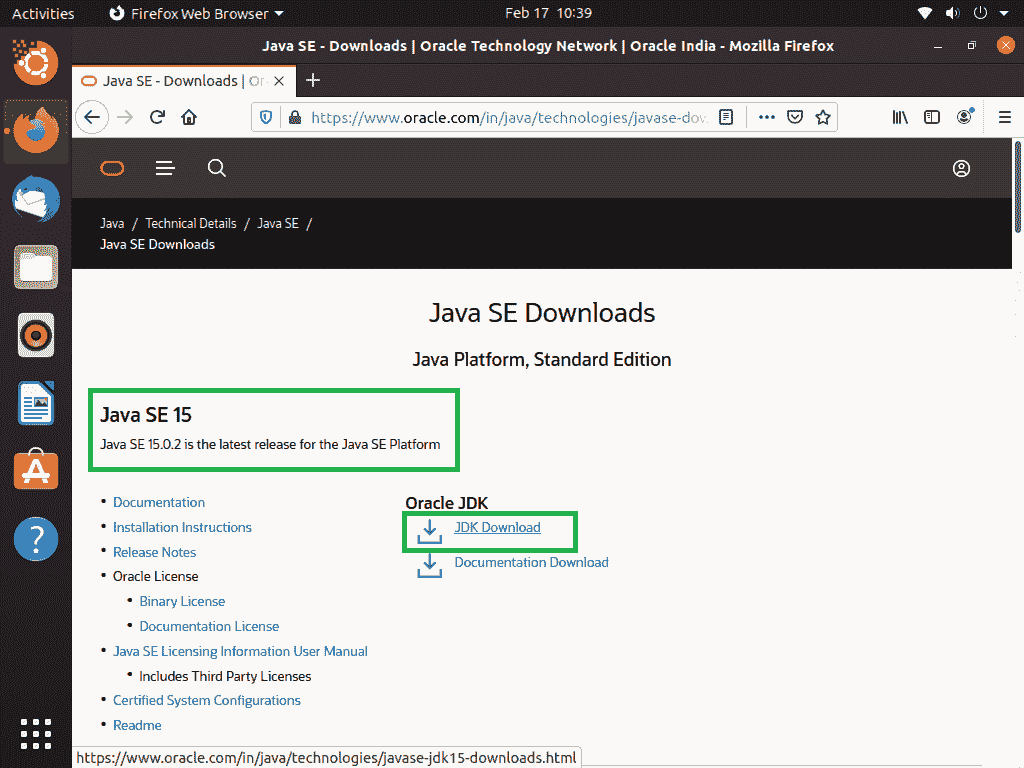 Activities Firefox Web Browser Feb 17 10:39
Java SE - Downloads | Oracle Technology Network | Oracle India - Mozilla Firefox
Java SE - Downloads | Or
https://www.oracle.com/in/java/technologies/javase-dov
Java / Technical Details / Java SE /
Java SE Downloads
Java SE Downloads
Java Platform, Standard Edition
Java SE 15
Java SE 15.0.2 is the latest release for the Java SE Platform
• Documentation
• Installation Instructions
• Release Notes
• Oracle License
• Binary License
• Documentation License
• Java SE Licensing Information User Manual
• Includes Third Party Licenses
• Certified System Configurations
• Readme
Oracle JDK
JDK Download
Documentation Download
https://www.oracle.com/in/java/technologies/javase-jdk15-downloads.html